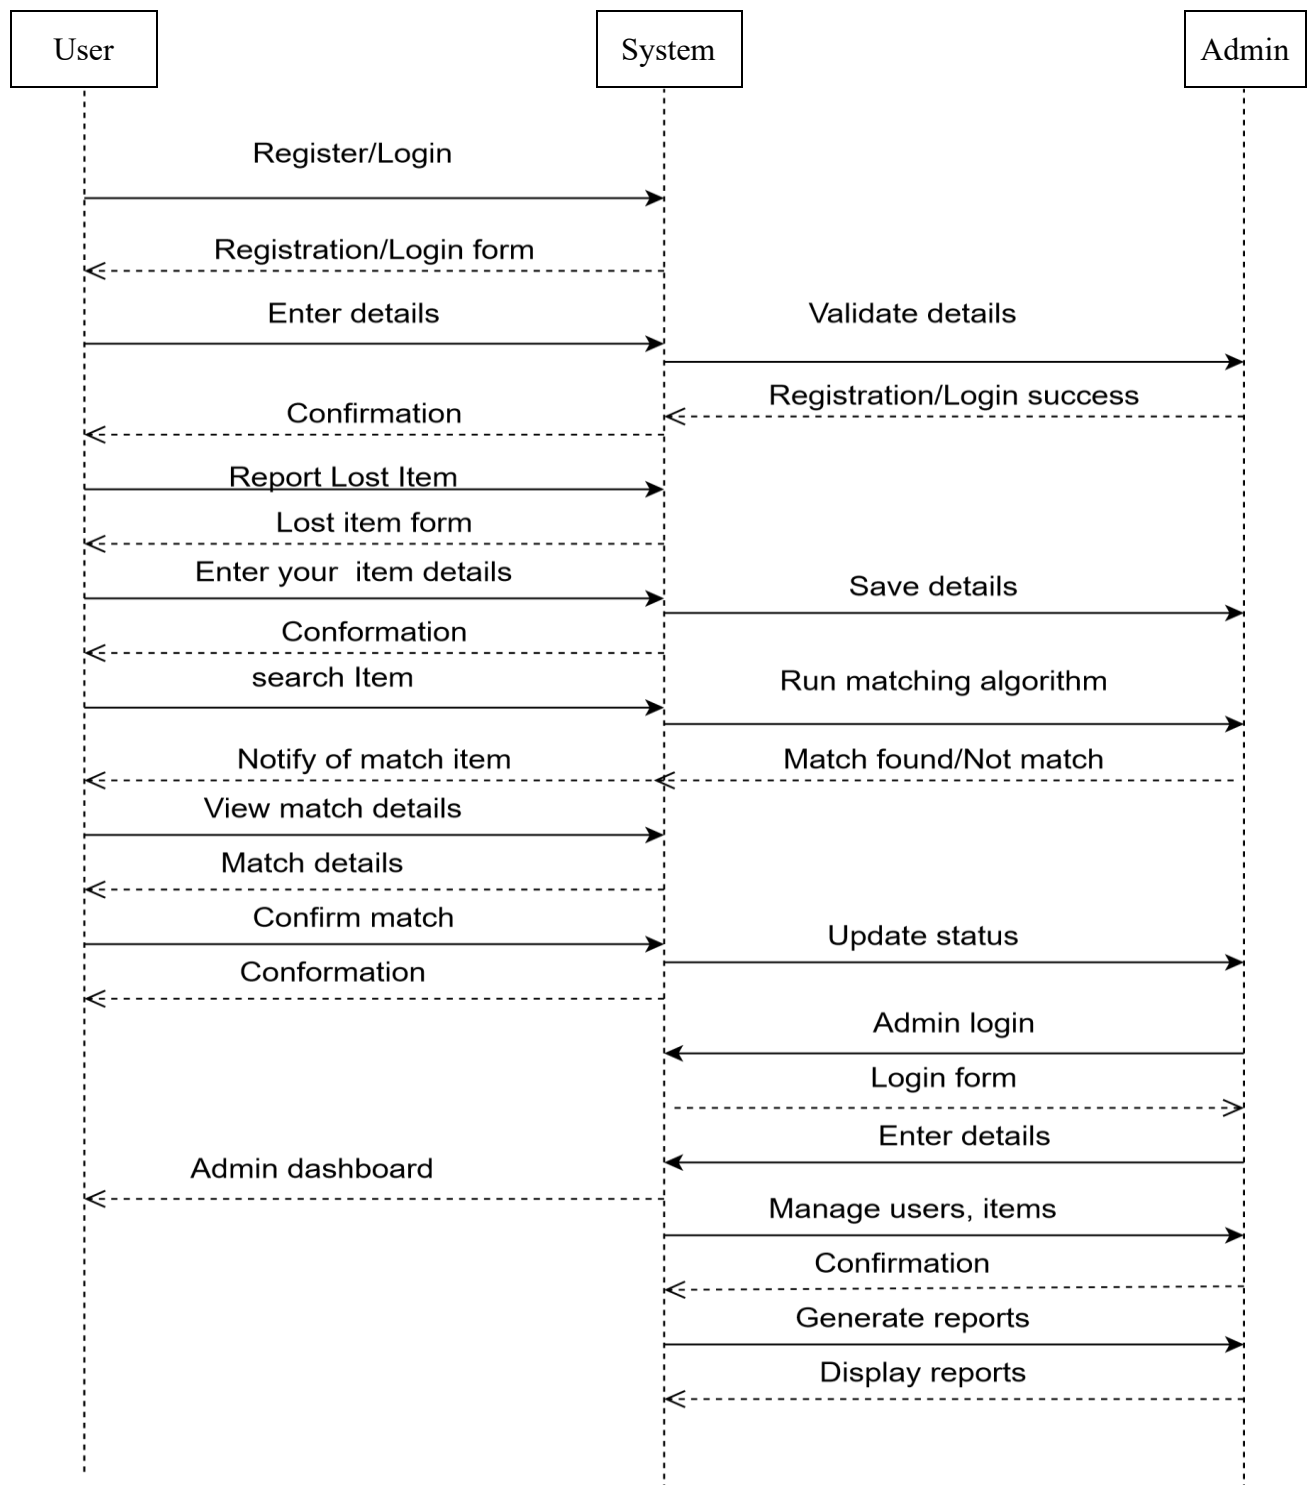 User
System
Admin
Register/Login
Registration/Login form
Enter details
Validate details
Registration/Login success
Confirmation
Report Lost Item
Lost item form
Enter your  item details
Save details
Conformation
search Item
Run matching algorithm
Notify of match item
Match found/Not match
View match details
Match details
Confirm match
Update status
Conformation
Admin login
Login form
Enter details
Admin dashboard
Manage users, items
Confirmation
Generate reports
Display reports